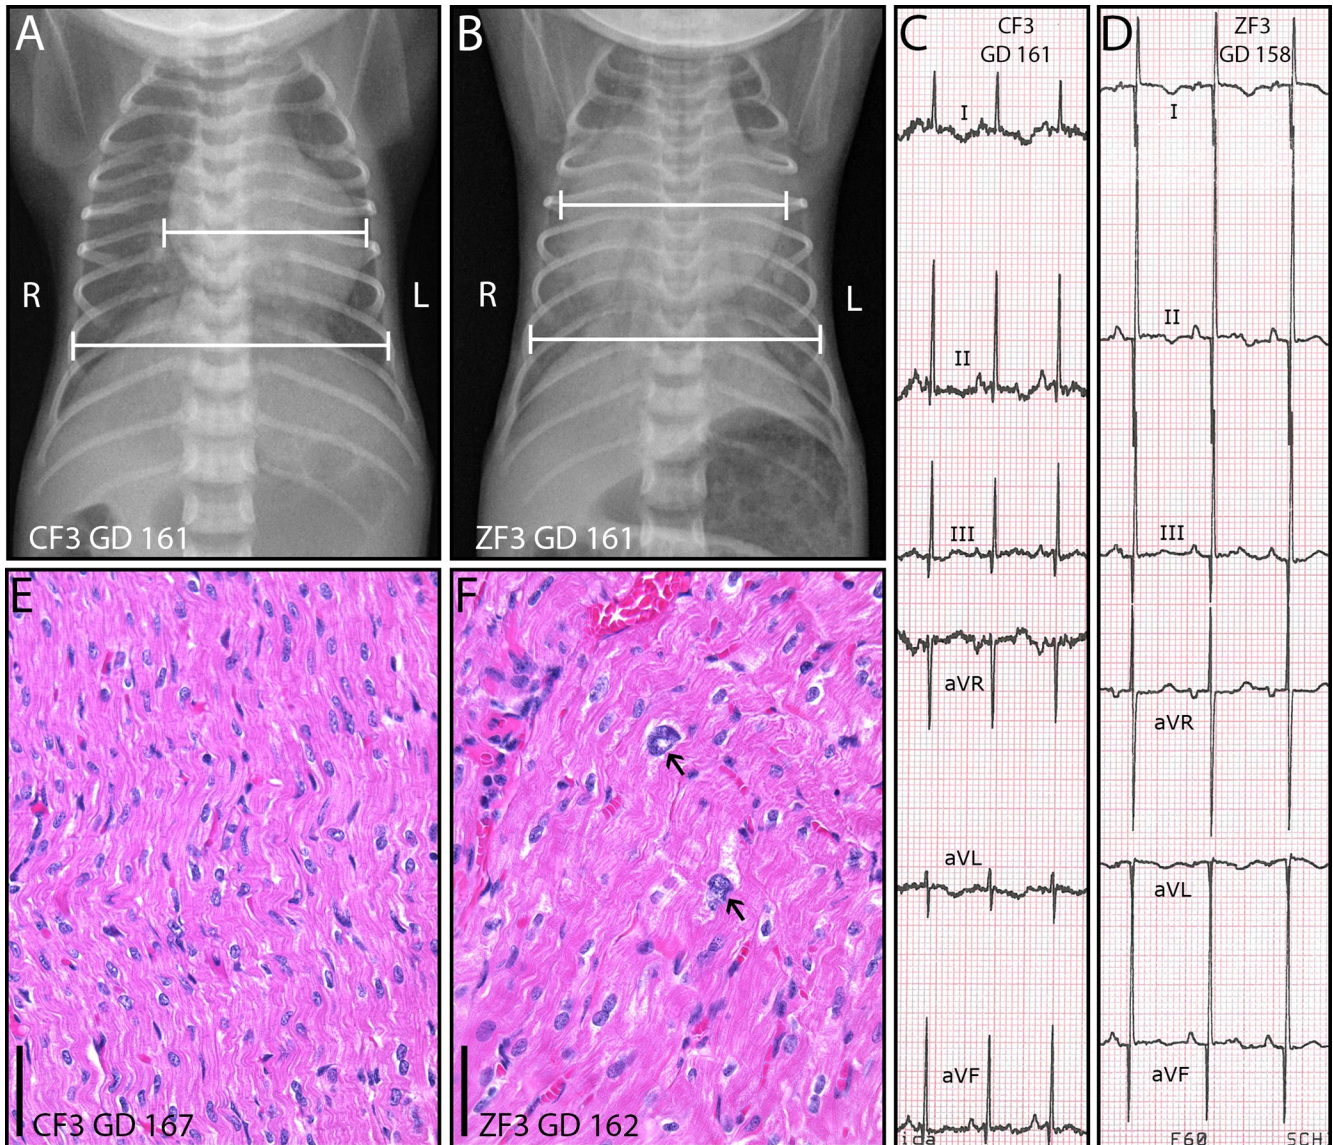 A
R
L
CF3 GD 161
B
R
L
ZF3 GD 161
C
CF3
GD 161
I
II
III
aVR
aVL
aVF
ica
D
ZF3
GD 158
I
II
III
aVR
aVL
aVF
F60
SCH
E
CF3 GD 167
F
ZF3 GD 162